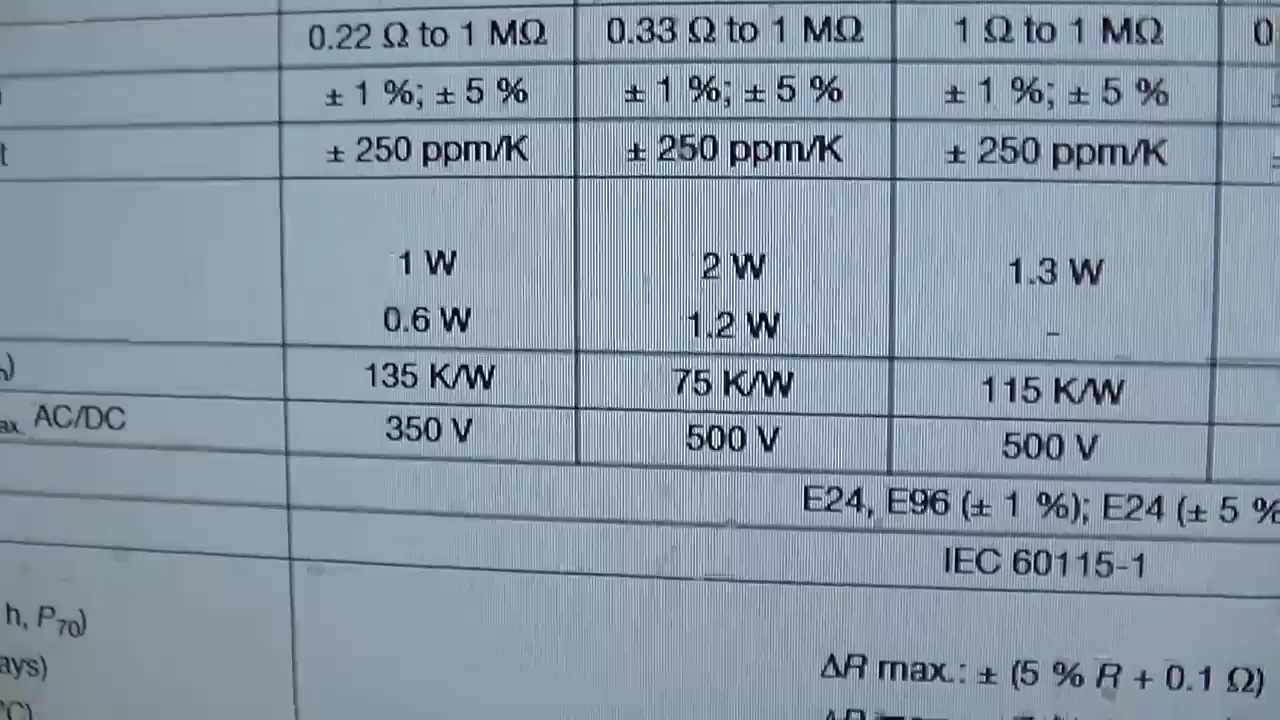 0.22 Ω to 1 MΩ 0.33 Ω to 1 MΩ 1 Ω to 1 MΩ 0
± 1 %; ± 5 % ± 1 %; ± 5 % ± 1 %; ± 5 %
t ± 250 ppm/K ± 250 ppm/K ± 250 ppm/K
1 W 2 W 1.3 W
0.6 W 1.2 W –
) 135 K/W 75 K/W 115 K/W
ax. AC/DC 350 V 500 V 500 V
E24, E96 (± 1 %); E24 (± 5 %
IEC 60115-1
h, P70)
ays) ΔR max.: ± (5 % R + 0.1 Ω)
°C)